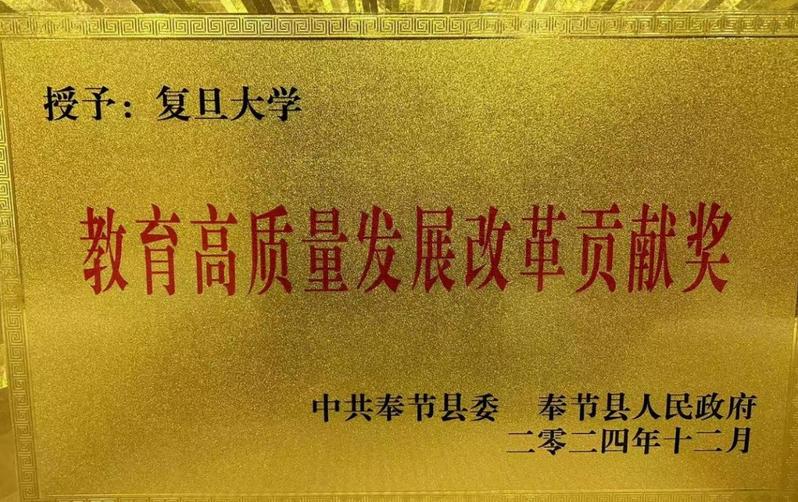 授予：复旦大学
教育高质量发展改革贡献奖
中共奉节县委 奉节县人民政府
二零二四年十二月